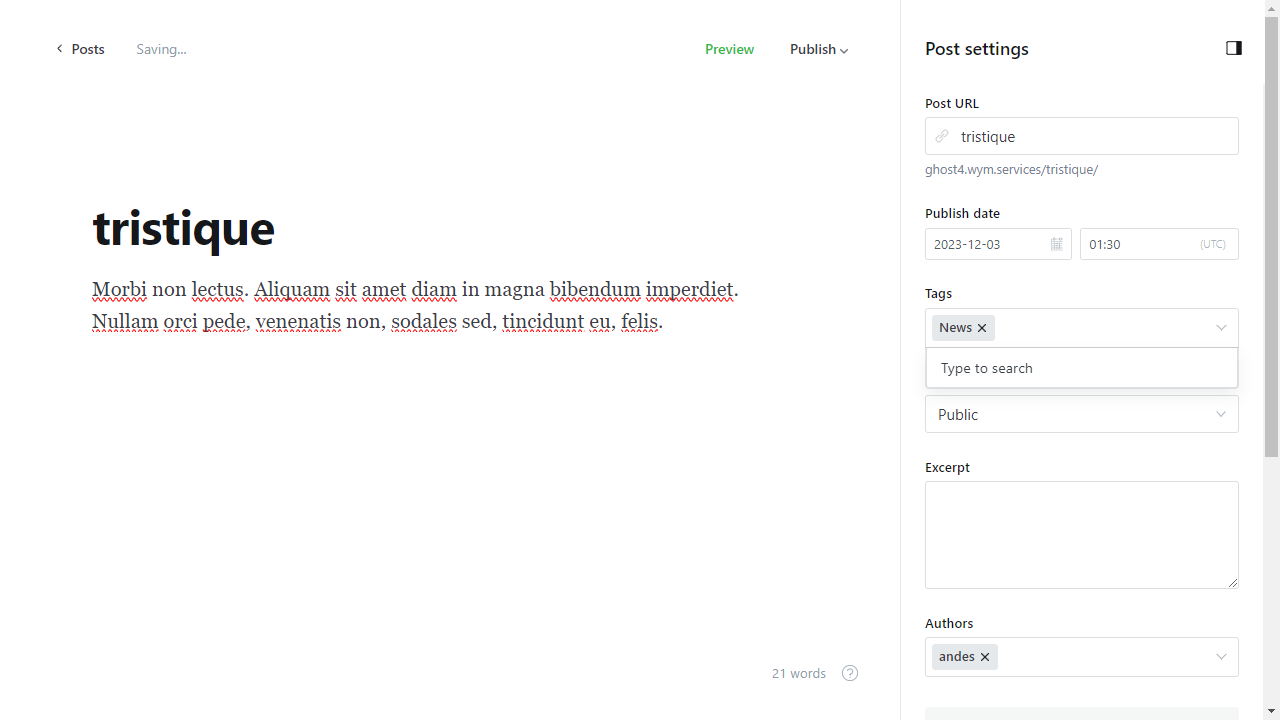 Posts
Saving...
Preview
Publish
Post settings
Post URL
tristique
ghost4.wym.services/tristique/
Publish date
2023-12-03
01:30
(UTC)
Tags
News
Type to search
Public
Excerpt
Authors
andes
tristique
Morbi non lectus. Aliquam sit amet diam in magna bibendum imperdiet.
Nullam orci pede, venenatis non, sodales sed, tincidunt eu, felis.
21 words
?